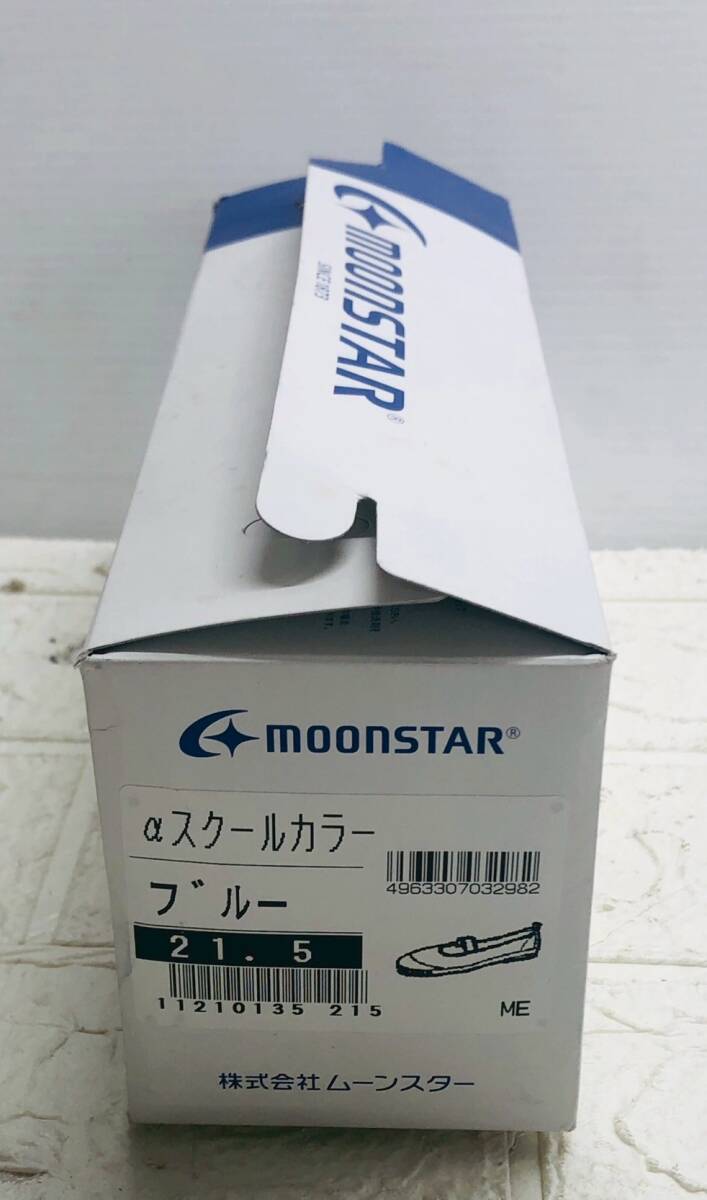 MOONSTAR®
SINCE 1873
MOONSTAR®
αスクールカラー
ブルー
4963307032982
21.5
11210135 215
ME
株式会社ムーンスター